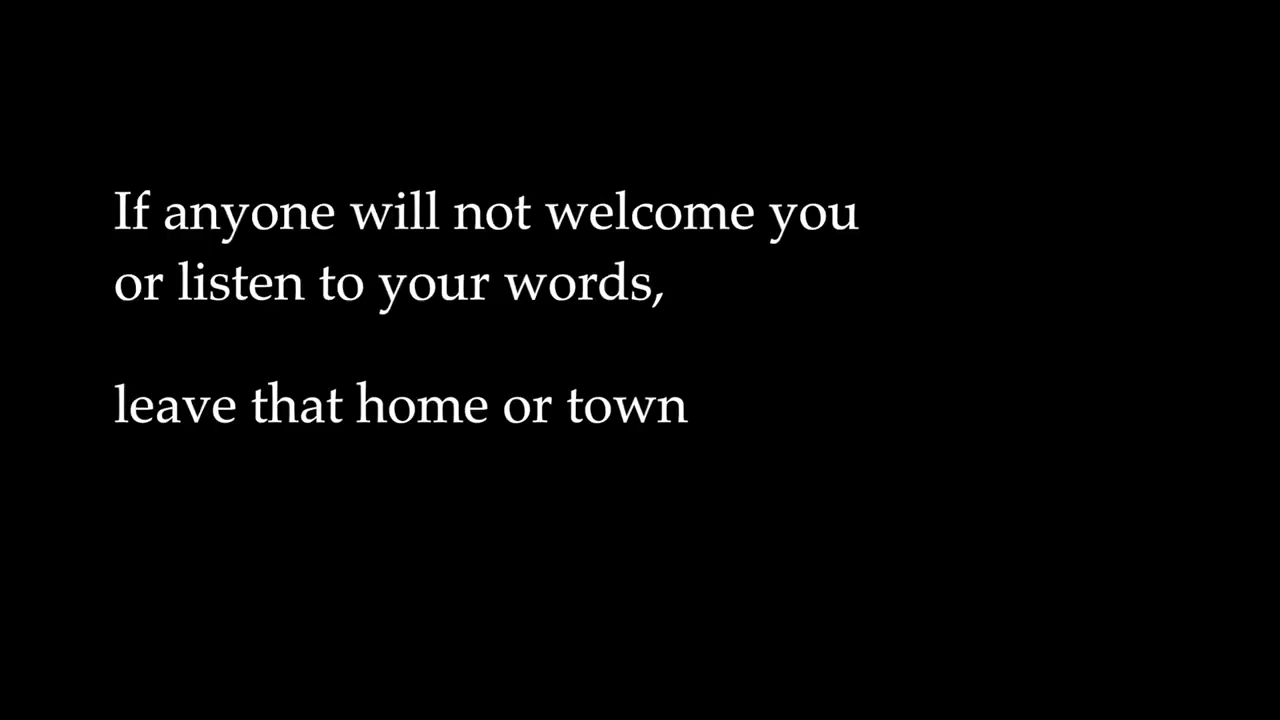 If anyone will not welcome you
or listen to your words,
leave that home or town